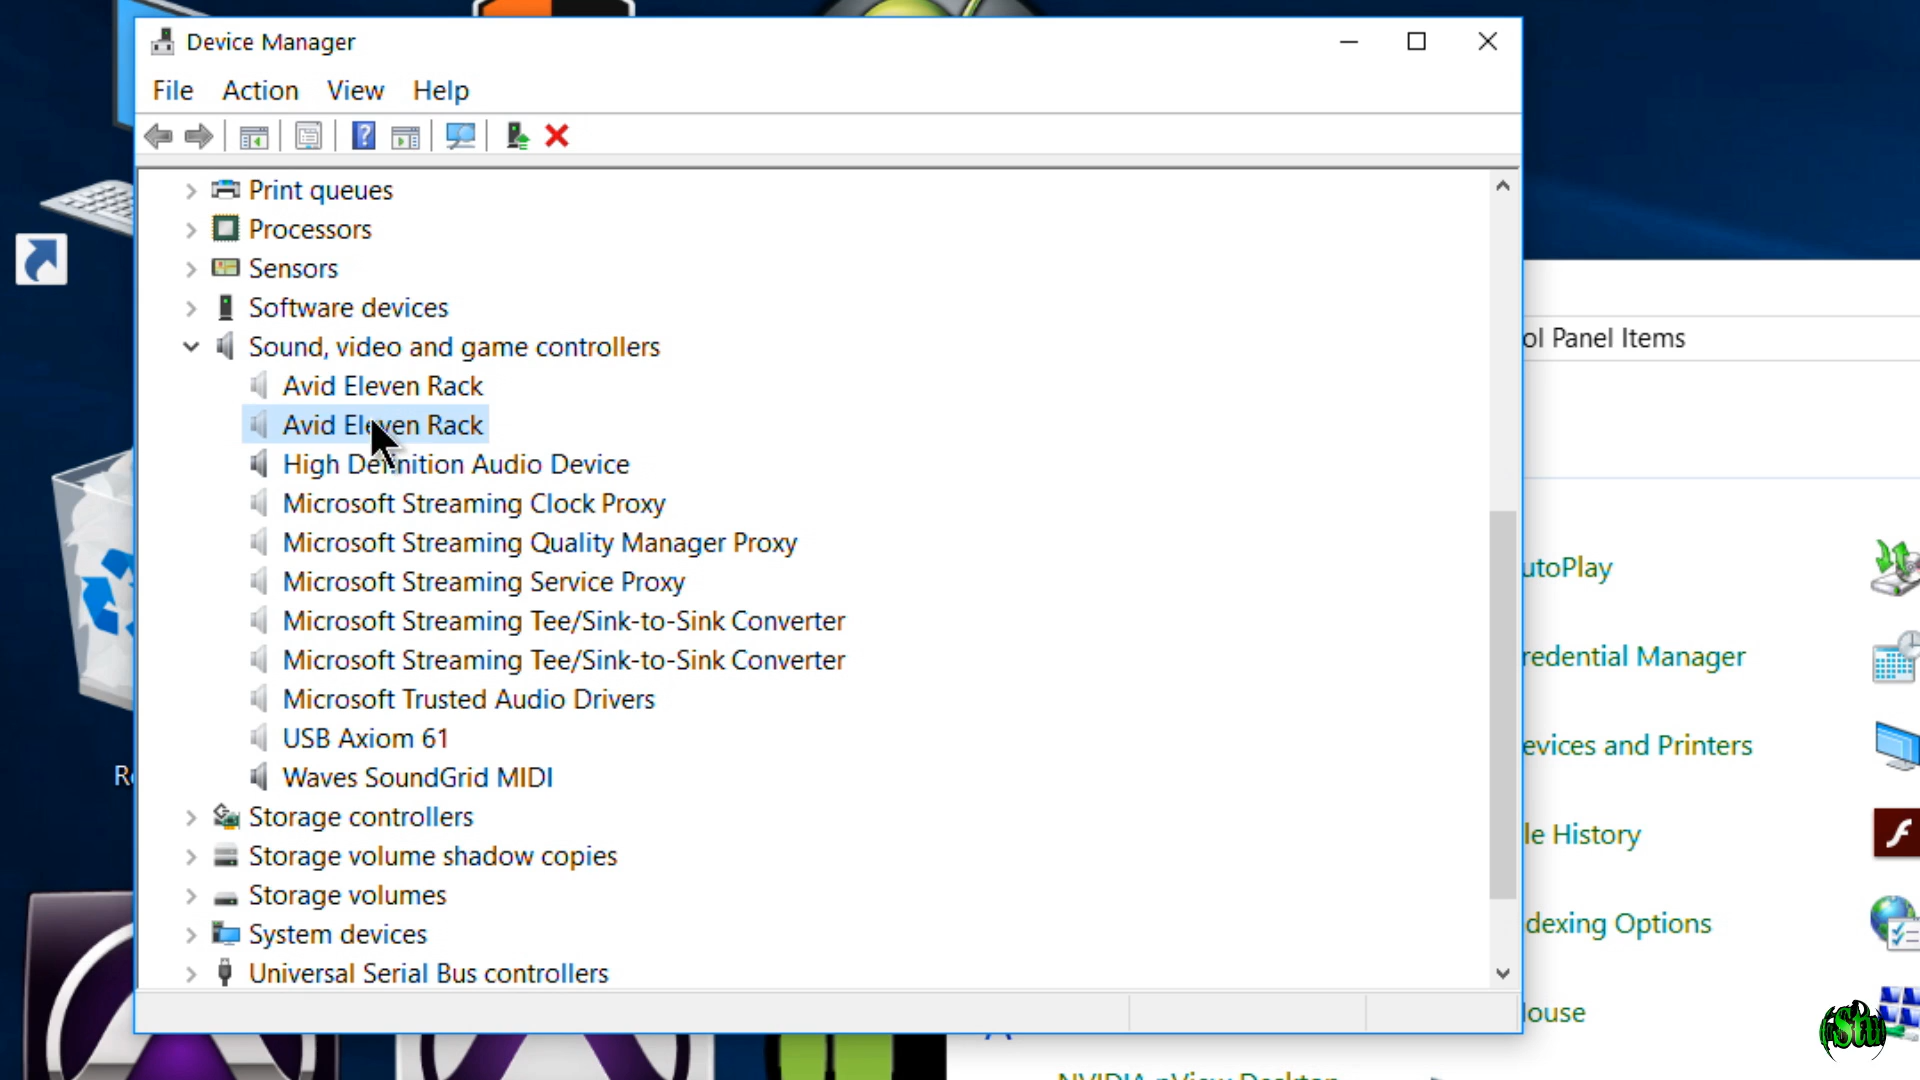 Device Manager
File Action View Help
Print queues
Processors
Sensors
Software devices
Sound, video and game controllers
Avid Eleven Rack
Avid Eleven Rack
High Definition Audio Device
Microsoft Streaming Clock Proxy
Microsoft Streaming Quality Manager Proxy
Microsoft Streaming Service Proxy
Microsoft Streaming Tee/Sink-to-Sink Converter
Microsoft Streaming Tee/Sink-to-Sink Converter
Microsoft Trusted Audio Drivers
USB Axiom 61
Waves SoundGrid MIDI
Storage controllers
Storage volume shadow copies
Storage volumes
System devices
Universal Serial Bus controllers
ol Panel Items
utoPlay
redential Manager
evices and Printers
le History
dexing Options
ouse
NVIDIA nView Desktop
Stu